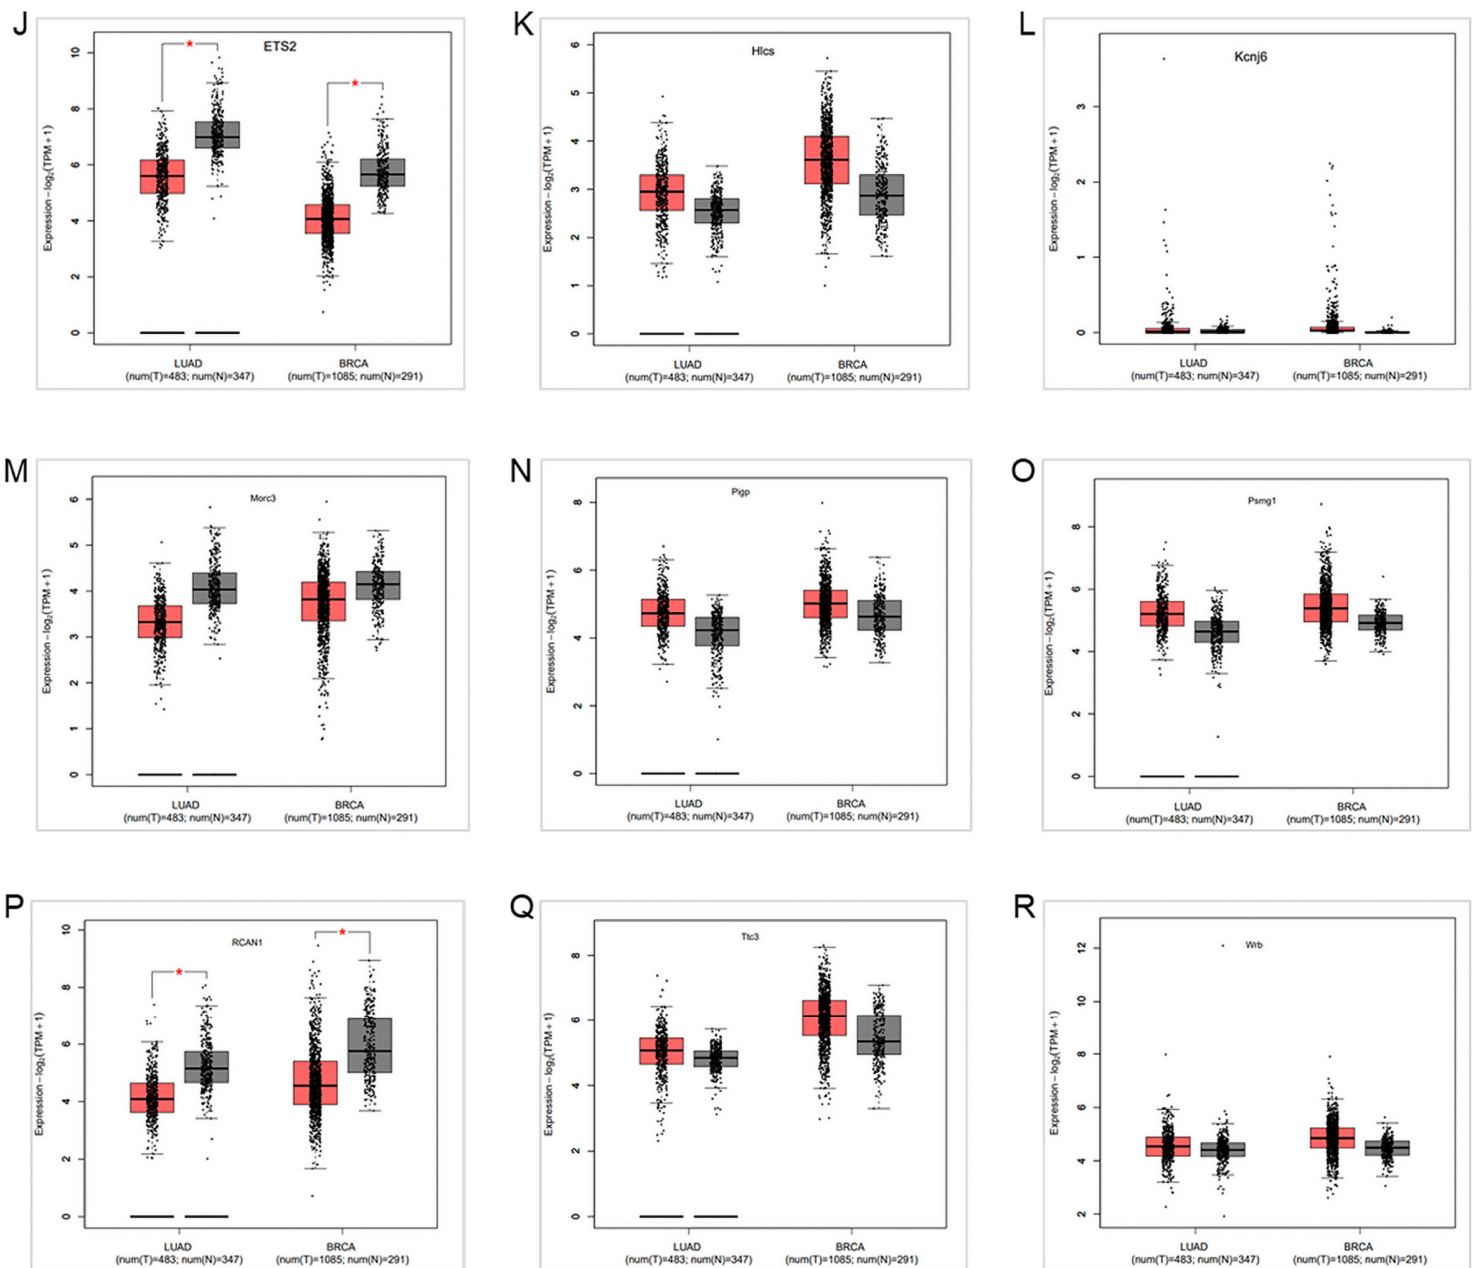 J
ETS2
*
*
Expression−log₂(TPM+1)
0
2
4
6
8
10
LUAD
(num(T)=483; num(N)=347)
BRCA
(num(T)=1085; num(N)=291)
K
Hlcs
Expression−log₂(TPM+1)
0
1
2
3
4
5
6
LUAD
(num(T)=483; num(N)=347)
BRCA
(num(T)=1085; num(N)=291)
L
Kcnj6
Expression−log₂(TPM+1)
0
1
2
3
LUAD
(num(T)=483; num(N)=347)
BRCA
(num(T)=1085; num(N)=291)
M
Morc3
Expression−log₂(TPM+1)
0
1
2
3
4
5
6
LUAD
(num(T)=483; num(N)=347)
BRCA
(num(T)=1085; num(N)=291)
N
Pigp
Expression−log₂(TPM+1)
0
2
4
6
8
LUAD
(num(T)=483; num(N)=347)
BRCA
(num(T)=1085; num(N)=291)
O
Psmg1
Expression−log₂(TPM+1)
0
2
4
6
8
LUAD
(num(T)=483; num(N)=347)
BRCA
(num(T)=1085; num(N)=291)
P
RCAN1
*
*
Expression−log₂(TPM+1)
0
2
4
6
8
10
LUAD
(num(T)=483; num(N)=347)
BRCA
(num(T)=1085; num(N)=291)
Q
Ttc3
Expression−log₂(TPM+1)
0
2
4
6
8
LUAD
(num(T)=483; num(N)=347)
BRCA
(num(T)=1085; num(N)=291)
R
Wrb
Expression−log₂(TPM+1)
2
4
6
8
10
12
LUAD
(num(T)=483; num(N)=347)
BRCA
(num(T)=1085; num(N)=291)